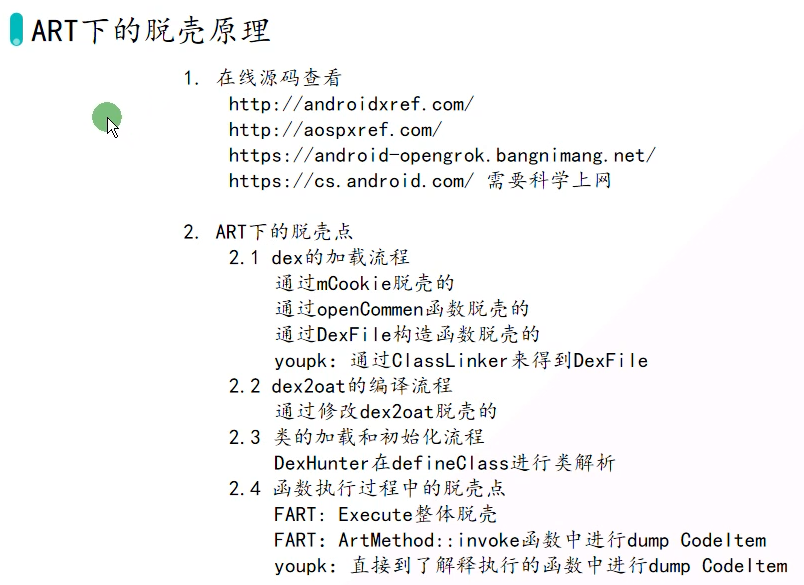 ART下的脱壳原理
1. 在线源码查看
http://androidxref.com/
http://aospxref.com/
https://android-opengrok.bangnimang.net/
https://cs.android.com/ 需要科学上网
2. ART下的脱壳点
2.1 dex的加载流程
通过mCookie脱壳的
通过openCommen函数脱壳的
通过DexFile构造函数脱壳的
youpk: 通过ClassLinker来得到DexFile
2.2 dex2oat的编译流程
通过修改dex2oat脱壳的
2.3 类的加载和初始化流程
DexHunter在defineClass进行类解析
2.4 函数执行过程中的脱壳点
FART: Execute整体脱壳
FART: ArtMethod::invoke函数中进行dump CodeItem
youpk: 直接到了解释执行的函数中进行dump CodeItem